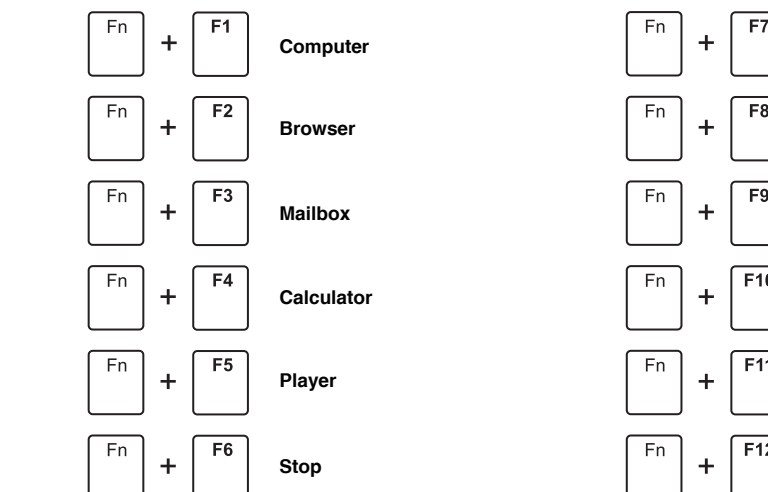 Fn + F1 Computer
Fn + F2 Browser
Fn + F3 Mailbox
Fn + F4 Calculator
Fn + F5 Player
Fn + F6 Stop
Fn + F7
Fn + F8
Fn + F9
Fn +
Fn +
Fn +